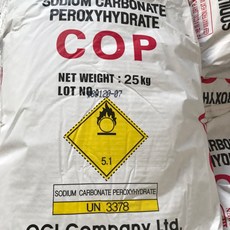 SODIUM CARBONATE
PEROXYHYDRATE
COP
NET WEIGHT : 25kg
LOT NO.
5.1
SODIUM CARBONATE PEROXYHYDRATE
UN 3378
OCI Company Ltd.